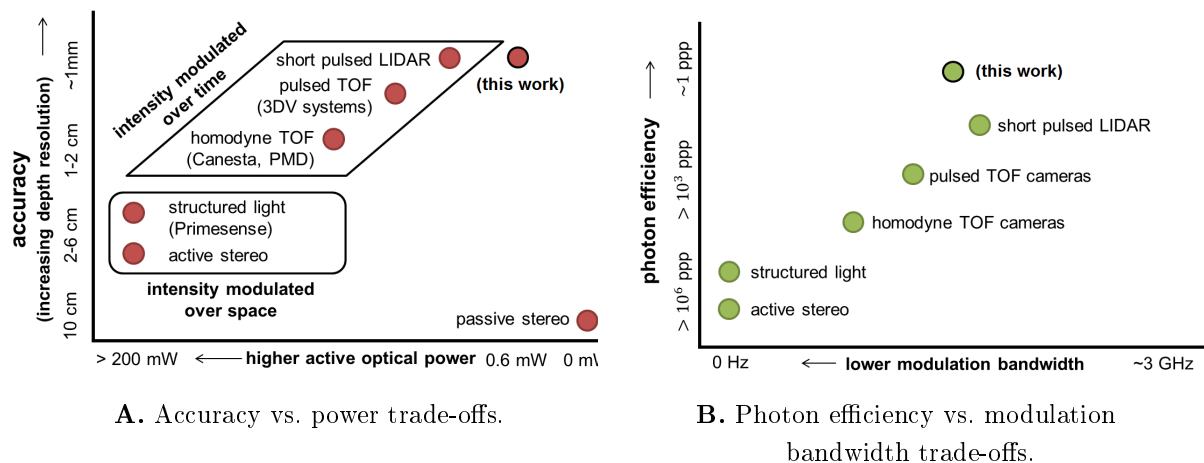 accuracy
(increasing depth resolution)
~1mm
1-2 cm
2-6 cm
10 cm
intensity modulated
over time
short pulsed LIDAR
pulsed TOF
(3DV systems)
homodyne TOF
(Canesta, PMD)
(this work)
structured light
(Primesense)
active stereo
intensity modulated
over space
passive stereo
> 200 mW
higher active optical power
0.6 mW
0 mW
A. Accuracy vs. power trade-offs.
photon efficiency
~1 ppp
> 10³ ppp
> 10⁶ ppp
(this work)
short pulsed LIDAR
pulsed TOF cameras
homodyne TOF cameras
structured light
active stereo
0 Hz
lower modulation bandwidth
~3 GHz
B. Photon efficiency vs. modulation
bandwidth trade-offs.